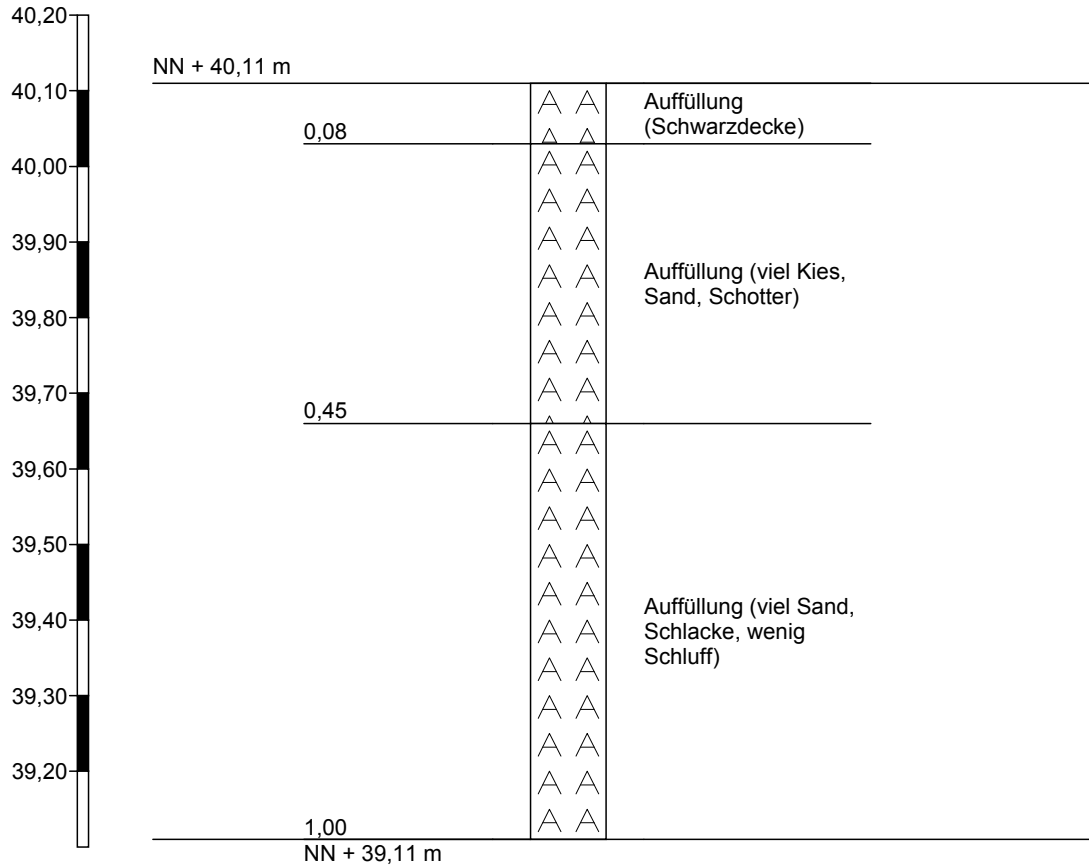 40,20
NN + 40,11 m
40,10
Auffüllung
(Schwarzdecke)
0,08
40,00
39,90
Auffüllung (viel Kies,
Sand, Schotter)
39,80
39,70
0,45
39,60
39,50
39,40
Auffüllung (viel Sand,
Schlacke, wenig
Schluff)
39,30
39,20
1,00
NN + 39,11 m